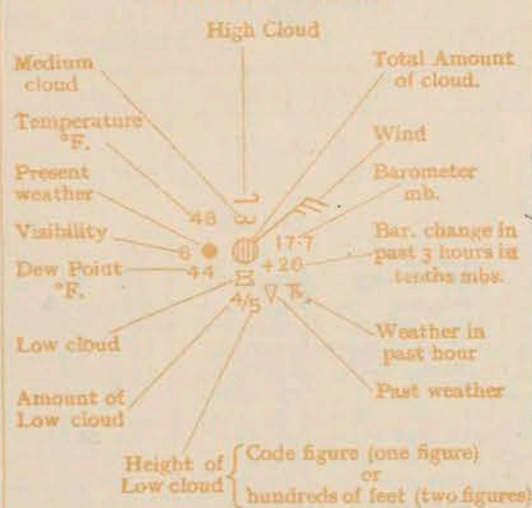 High Cloud
Medium
cloud
Total Amount
of cloud.
Temperature
°F.
Wind
Present
weather
Barometer
mb.
48
Visibility
6
17·7
Bar. change in
past 3 hours in
tenths mbs.
+20
Dew Point
°F.
44
4/5
Low cloud
Weather in
past hour
Amount of
Low cloud
Past weather
Height of
Low cloud
Code figure (one figure)
or
hundreds of feet (two figures)